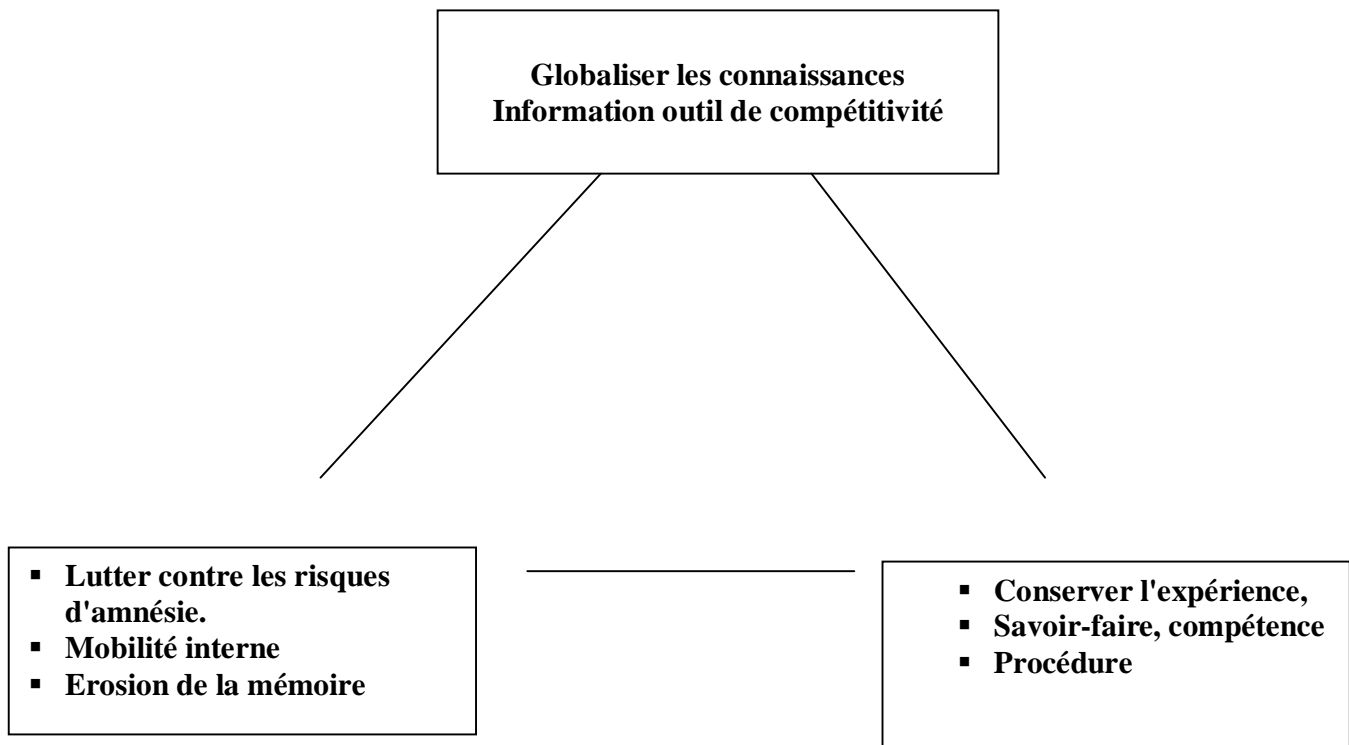 Globaliser les connaissances
Information outil de compétitivité
▪ Lutter contre les risques
d'amnésie.
▪ Mobilité interne
▪ Erosion de la mémoire
▪ Conserver l'expérience,
▪ Savoir-faire, compétence
▪ Procédure